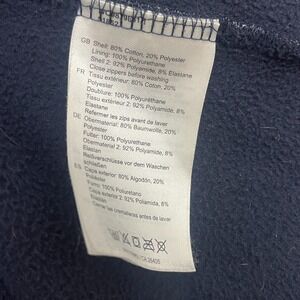 GB Shell: 80% Cotton, 20% Polyester
Lining: 100% Polyurethane
Shell 2: 92% Polyamide, 8% Elastane
Close zippers before washing
FR Tissu extérieur: 80% Coton, 20%
Polyester
Doublure: 100% Polyuréthane
Tissu extérieur 2: 92% Polyamide, 8%
Elastane
Refermer les zips avant de laver
DE Obermaterial: 80% Baumwolle, 20%
Polyester
Futter: 100% Polyurethan
Obermaterial 2: 92% Polyamid, 8%
Elastan
Reißverschlüsse vor dem Waschen
schließen
ES Capa exterior: 80% Algodón, 20%
Poliéster
Forro: 100% Poliuretano
Capa exterior 2: 92% Poliamida, 8%
Elastano
Cerrar las cremalleras antes del lavar
CA 25435